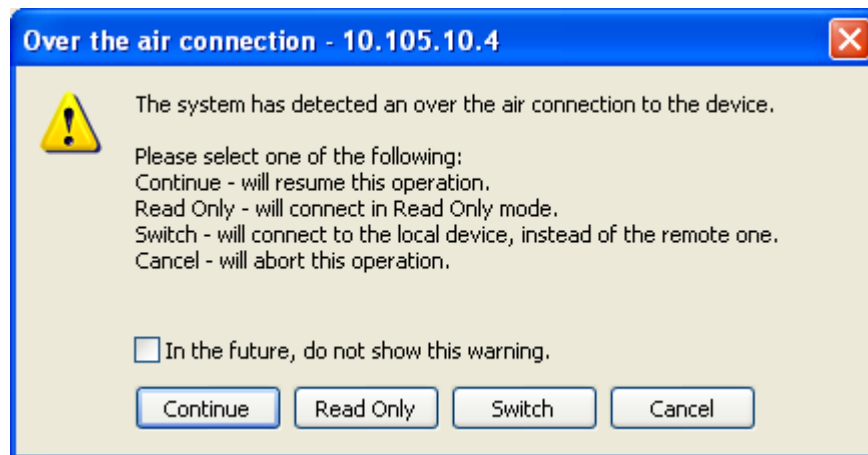 Over the air connection - 10.105.10.4
The system has detected an over the air connection to the device.
Please select one of the following:
Continue - will resume this operation.
Read Only - will connect in Read Only mode.
Switch - will connect to the local device, instead of the remote one.
Cancel - will abort this operation.
In the future, do not show this warning.
Continue Read Only Switch Cancel